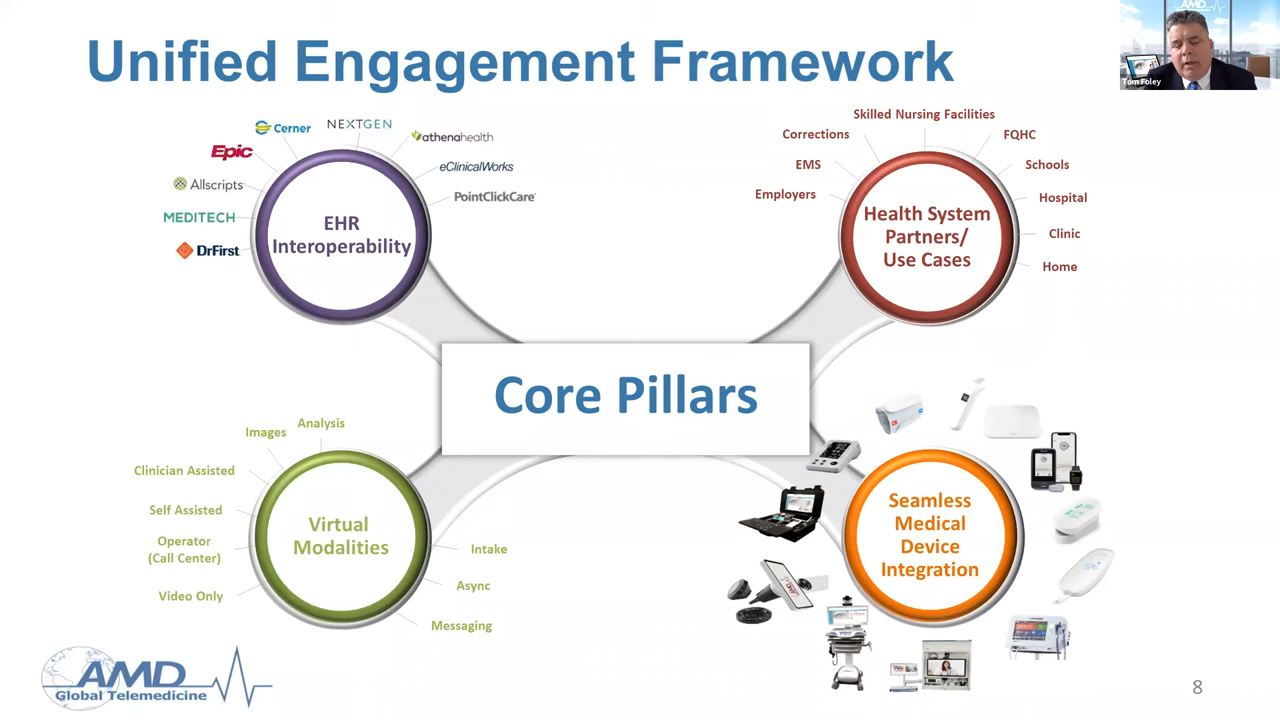 Unified Engagement Framework
AMD
Tom Foley
Cerner
NEXTGEN
athenahealth
Epic
eClinicalWorks
Allscripts
PointClickCare
MEDITECH
DrFirst
EHR
Interoperability
Skilled Nursing Facilities
Corrections
FQHC
EMS
Schools
Employers
Hospital
Clinic
Home
Health System
Partners/
Use Cases
Core Pillars
Analysis
Images
Clinician Assisted
Self Assisted
Operator
(Call Center)
Video Only
Intake
Async
Messaging
Virtual
Modalities
Seamless
Medical
Device
Integration
AMD
Global Telemedicine
8